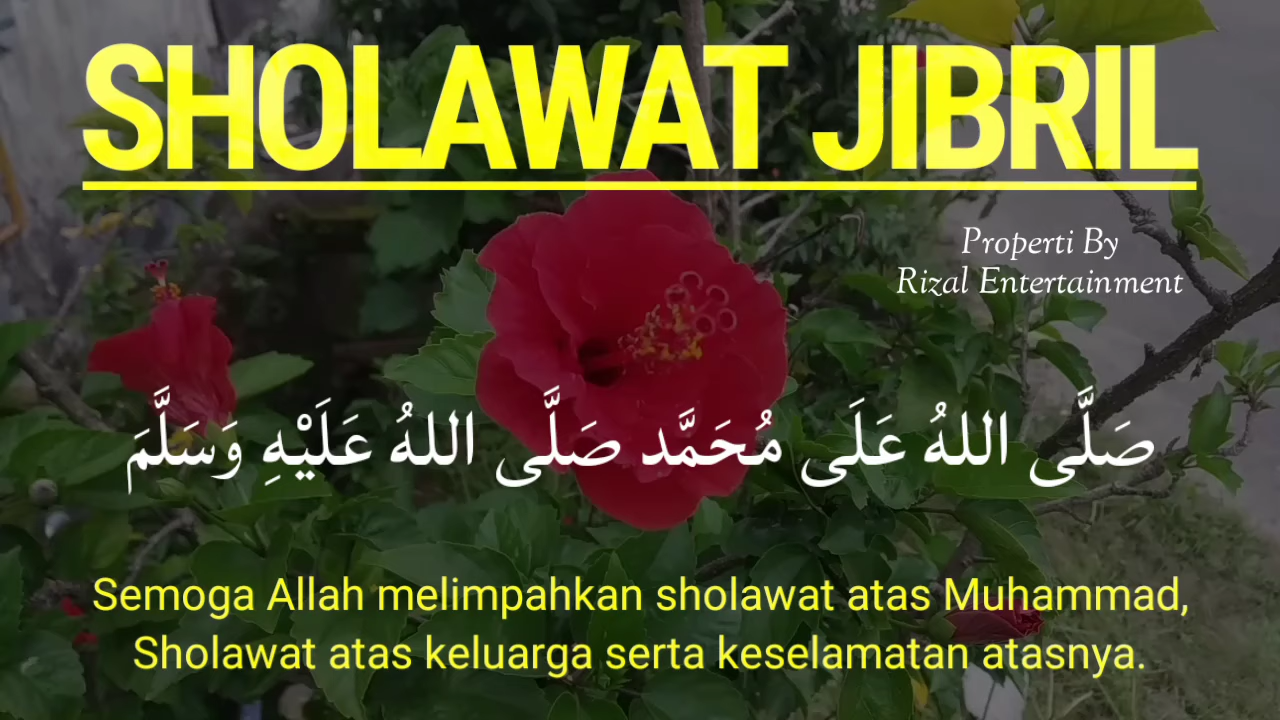 SHOLAWAT JIBRIL
Properti By
Rizal Entertainment
صَلَّى اللهُ عَلَى مُحَمَّد صَلَّى اللهُ عَلَيْهِ وَسَلَّمَ
Semoga Allah melimpahkan sholawat atas Muhammad,
Sholawat atas keluarga serta keselamatan atasnya.